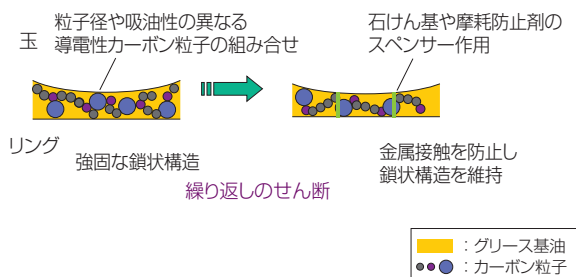 玉
粒子径や吸油性の異なる
導電性カーボン粒子の組み合せ
石けん基や摩耗防止剤の
スペンサー作用
リング
強固な鎖状構造
繰り返しのせん断
金属接触を防止し
鎖状構造を維持
：グリース基油
：カーボン粒子